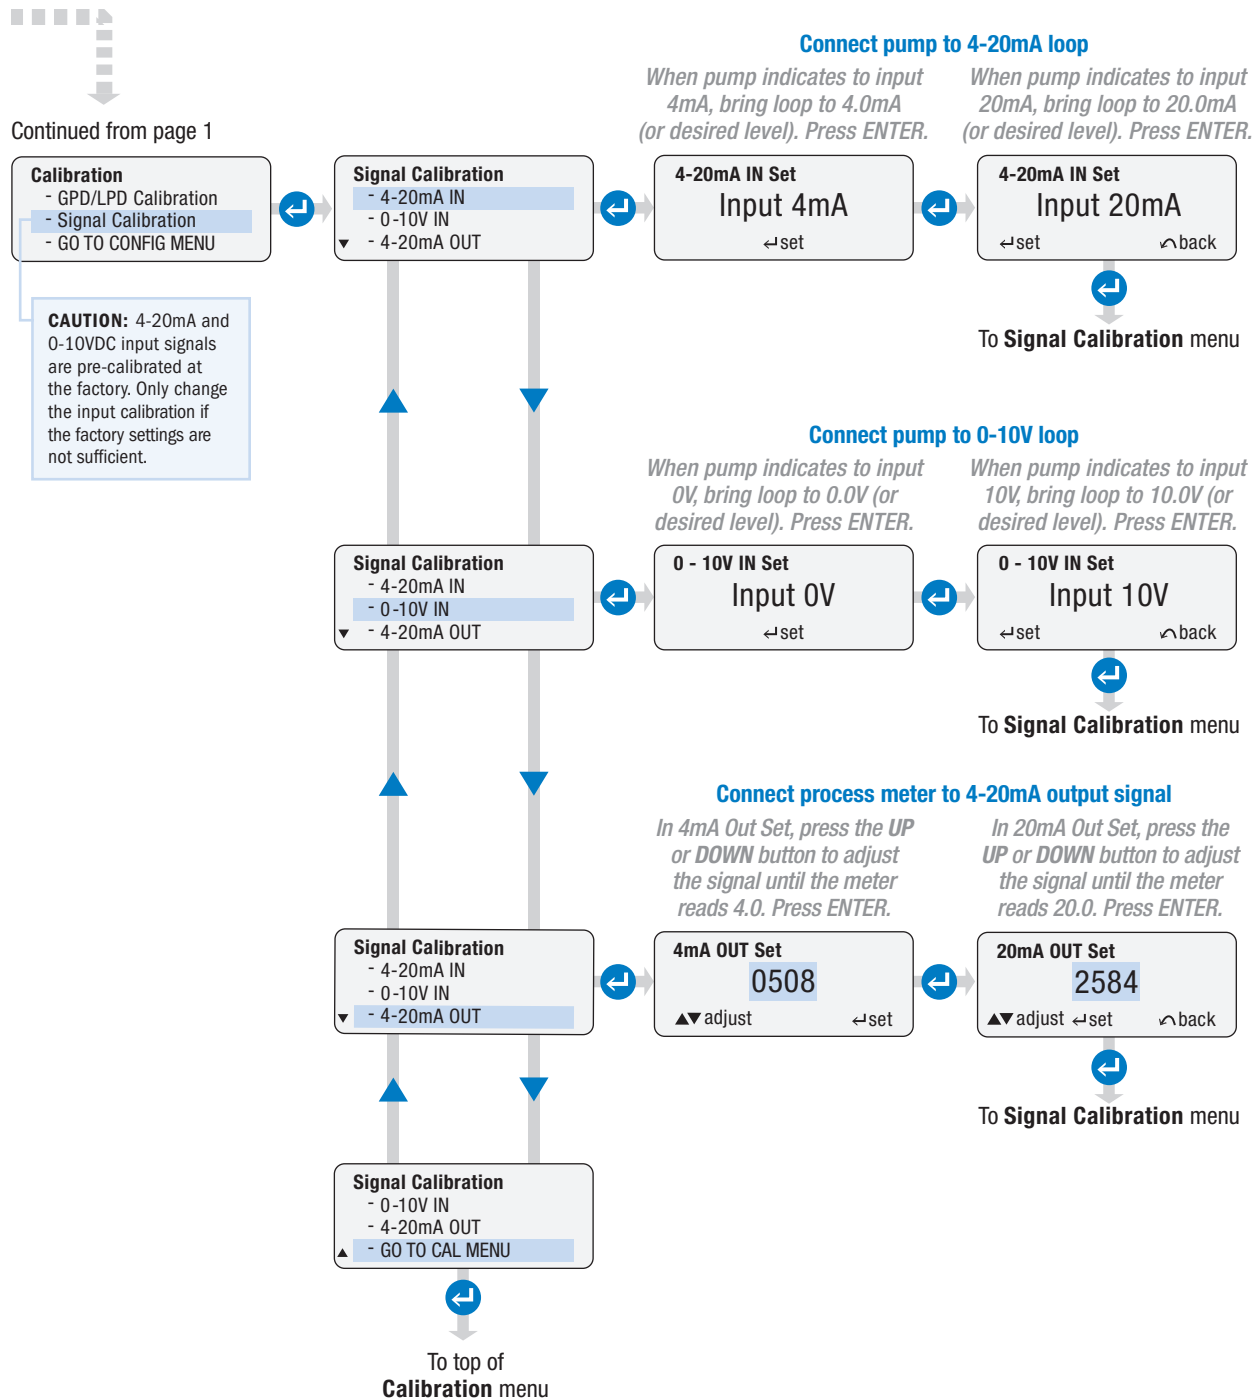 Continued from page 1
Calibration
- GPD/LPD Calibration
- Signal Calibration
- GO TO CONFIG MENU
CAUTION: 4-20mA and
0-10VDC input signals
are pre-calibrated at
the factory. Only change
the input calibration if
the factory settings are
not sufficient.
Signal Calibration
- 4-20mA IN
- 0-10V IN
▼ - 4-20mA OUT
Connect pump to 4-20mA loop
When pump indicates to input
4mA, bring loop to 4.0mA
(or desired level). Press ENTER.
4-20mA IN Set
Input 4mA
↵set
When pump indicates to input
20mA, bring loop to 20.0mA
(or desired level). Press ENTER.
4-20mA IN Set
Input 20mA
↵set ↶back
To Signal Calibration menu
Signal Calibration
- 4-20mA IN
- 0-10V IN
▼ - 4-20mA OUT
Connect pump to 0-10V loop
When pump indicates to input
0V, bring loop to 0.0V (or
desired level). Press ENTER.
0 - 10V IN Set
Input 0V
↵set
When pump indicates to input
10V, bring loop to 10.0V (or
desired level). Press ENTER.
0 - 10V IN Set
Input 10V
↵set ↶back
To Signal Calibration menu
Signal Calibration
- 4-20mA IN
- 0-10V IN
▼ - 4-20mA OUT
Connect process meter to 4-20mA output signal
In 4mA Out Set, press the UP
or DOWN button to adjust
the signal until the meter
reads 4.0. Press ENTER.
4mA OUT Set
0508
▲▼ adjust ↵set
In 20mA Out Set, press the
UP or DOWN button to adjust
the signal until the meter
reads 20.0. Press ENTER.
20mA OUT Set
2584
▲▼ adjust ↵set ↶back
To Signal Calibration menu
Signal Calibration
- 0-10V IN
- 4-20mA OUT
▲ - GO TO CAL MENU
To top of
Calibration menu